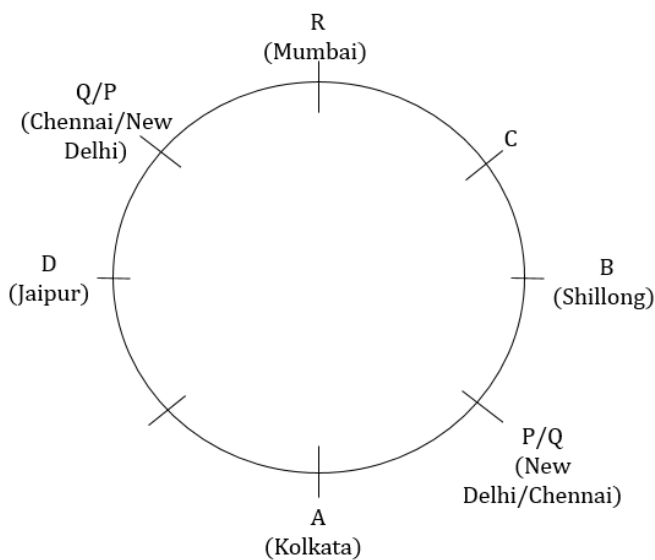 R
(Mumbai)
Q/P
(Chennai/New
Delhi)
C
D
(Jaipur)
B
(Shillong)
P/Q
(New
Delhi/Chennai)
A
(Kolkata)